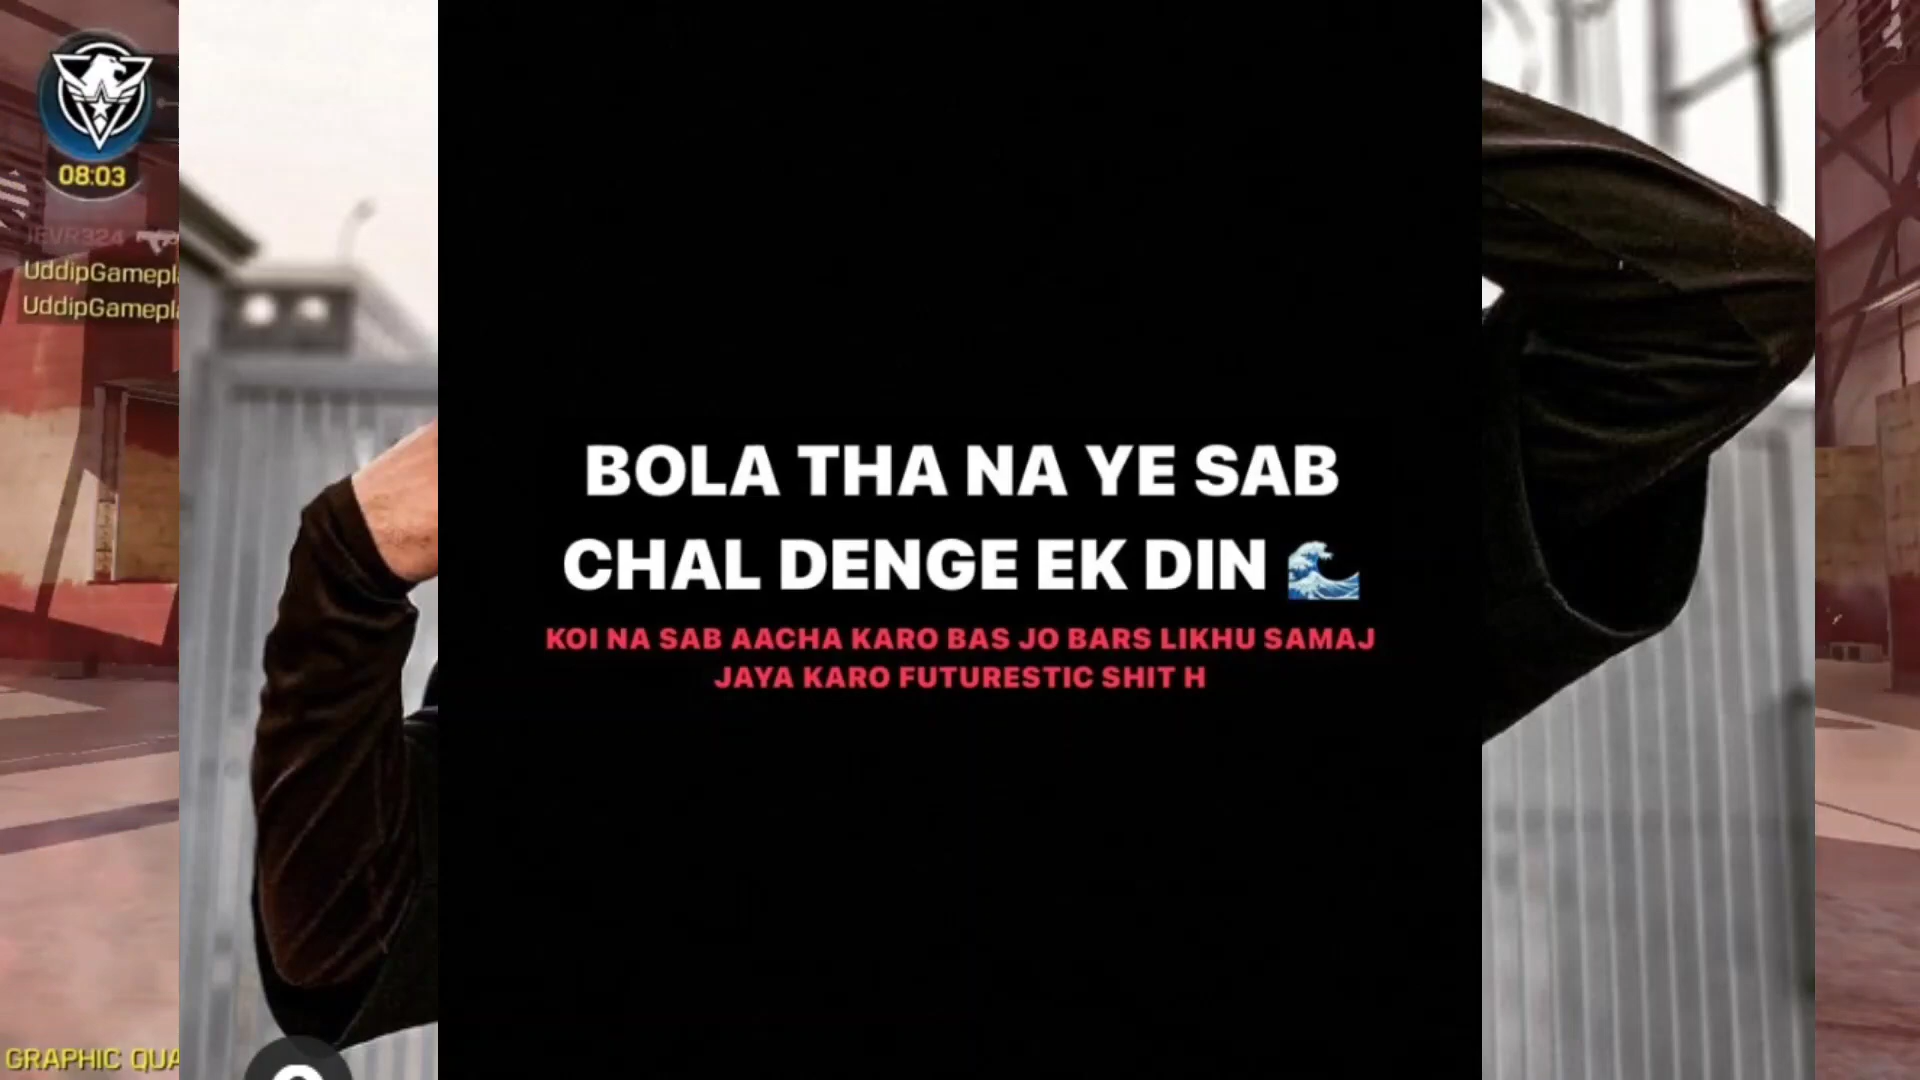 08:03
JEVR324
UddipGamepl
UddipGamepl
BOLA THA NA YE SAB
CHAL DENGE EK DIN 🌊
KOI NA SAB AACHA KARO BAS JO BARS LIKHU SAMAJ
JAYA KARO FUTURESTIC SHIT H
GRAPHIC QUA